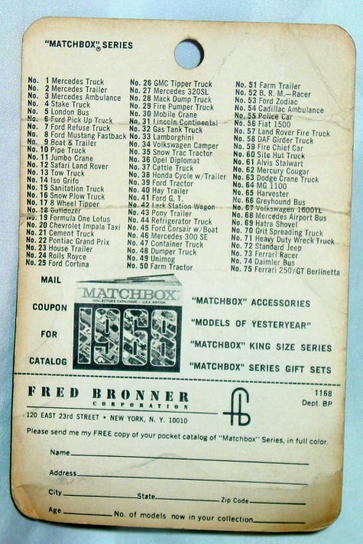 "MATCHBOX" SERIES
No. 1 Mercedes Truck
No. 2 Mercedes Trailer
No. 3 Mercedes Ambulance
No. 4 Stake Truck
No. 5 London Bus
No. 6 Ford Pick Up Truck
No. 7 Ford Refuse Truck
No. 8 Ford Mustang Fastback
No. 9 Boat & Trailer
No. 10 Pipe Truck
No. 11 Jumbo Crane
No. 12 Safari Land Rover
No. 13 Tow Truck
No. 14 Iso Grifo
No. 15 Sanitation Truck
No. 16 Snow Plow Truck
No. 17 8 Wheel Tipper
No. 18 Fielddozer
No. 19 Formula One Lotus
No. 20 Chevrolet Impala Taxi
No. 21 Cement Truck
No. 22 Pontiac Grand Prix
No. 23 House Trailer
No. 24 Rolls Royce
No. 25 Ford Cortina
No. 26 GMC Tipper Truck
No. 27 Mercedes 320SL
No. 28 Mack Dump Truck
No. 29 Fire Pumper Truck
No. 30 Mobile Crane
No. 31 Lincoln Continental
No. 32 Gas Tank Truck
No. 33 Lamborghini
No. 34 Volkswagen Camper
No. 35 Snow Trac Tractor
No. 36 Opel Diplomat
No. 37 Cattle Truck
No. 38 Honda Cycle w/Trailer
No. 39 Ford Tractor
No. 40 Hay Trailer
No. 41 Ford G. T.
No. 42 Iron Fairy Crane
No. 43 Pony Trailer
No. 44 Refrigerator Truck
No. 45 Ford Corsair w/Boat
No. 46 Mercedes 300 SE
No. 47 Container Truck
No. 48 Dumper Truck
No. 49 Unimog
No. 50 Farm Tractor
No. 51 Farm Trailer
No. 52 B. R. M.—Racer
No. 53 Ford Zodiac
No. 54 Cadillac Ambulance
No. 55 Police Car
No. 56 Fiat 1500
No. 57 Land Rover Fire Truck
No. 58 DAF Girder Truck
No. 59 Fire Chief Car
No. 60 Site Hut Truck
No. 61 Alvis Stalwart
No. 62 Mercury Cougar
No. 63 Dodge Crane Truck
No. 64 MG 1100
No. 65 Harvester
No. 66 Greyhound Bus
No. 67 Volkswagen 1600TL
No. 68 Mercedes Airport Bus
No. 69 Hatra Shovel
No. 70 Grit Spreading Truck
No. 71 Heavy Duty Wreck Truck
No. 72 Standard Jeep
No. 73 Ferrari Racer
No. 74 Daimler Bus
No. 75 Ferrari 250/GT Berlinetta
MAIL
COUPON
FOR
CATALOG
MATCHBOX
"MATCHBOX" ACCESSORIES
"MODELS OF YESTERYEAR"
"MATCHBOX" KING SIZE SERIES
"MATCHBOX" SERIES GIFT SETS
FRED BRONNER
CORPORATION
120 EAST 23rd STREET • NEW YORK, N. Y. 10010
1168
Dept. BP
Please send me my FREE copy of your pocket catalog of "Matchbox" Series, in full color.
Name
Address
City State Zip Code
Age No. of models now in your collection